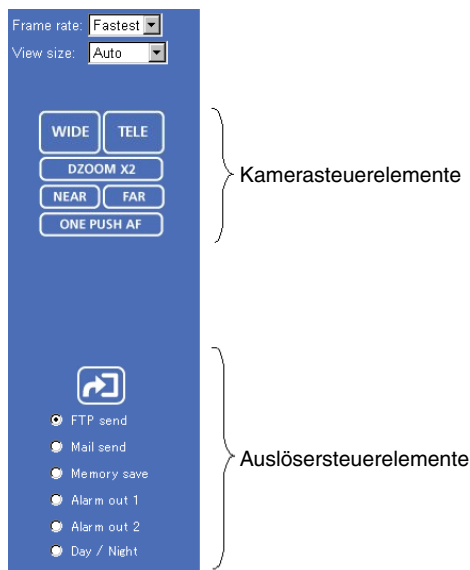 Frame rate: Fastest
View size: Auto
WIDE TELE
DZOOM X2
NEAR FAR
ONE PUSH AF
Kamerasteuerelemente
FTP send
Mail send
Memory save
Alarm out 1
Alarm out 2
Day / Night
Auslösersteuerelemente